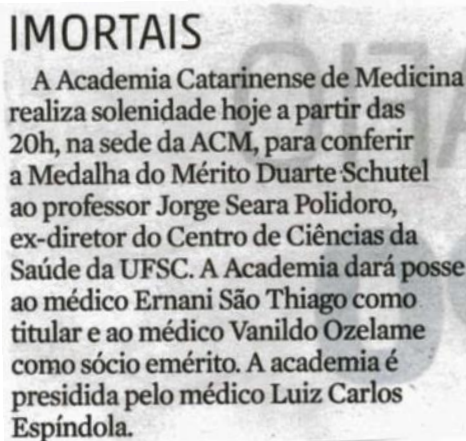 IMORTAIS
A Academia Catarinense de Medicina
realiza solenidade hoje a partir das
20h, na sede da ACM, para conferir
a Medalha do Mérito Duarte Schutel
ao professor Jorge Seara Polidoro,
ex-diretor do Centro de Ciências da
Saúde da UFSC. A Academia dará posse
ao médico Ernani São Thiago como
titular e ao médico Vanildo Ozelame
como sócio emérito. A academia é
presidida pelo médico Luiz Carlos
Espíndola.